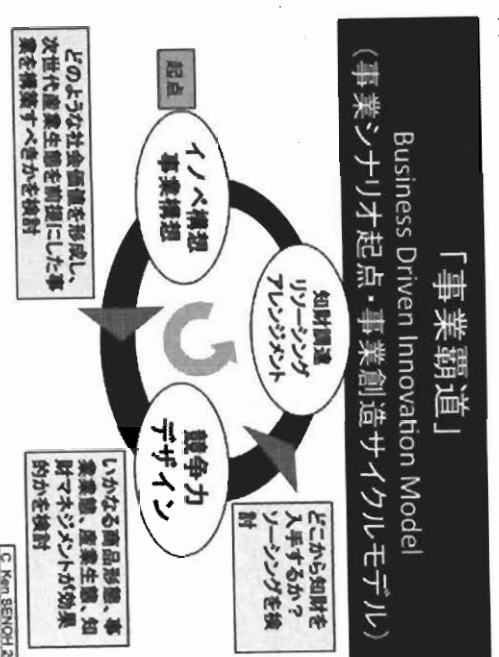 「事業覇道」
Business Driven Innovation Model
（事業シナリオ起点・事業創造サイクルモデル）
起点
イノベ構想
事業構想
知財調達
リソーシング
アレンジメント
競争力
デザイン
どのような社会価値を形成し、
次世代産業生態を前提にした事
業を構築すべきかを検討
どこから知財を
入手するか？
ソーシングを検
討
いかなる商品形態、事
業業態、産業生態、知
財マネジメントが効果
的かを検討
C Ken SENOH 2